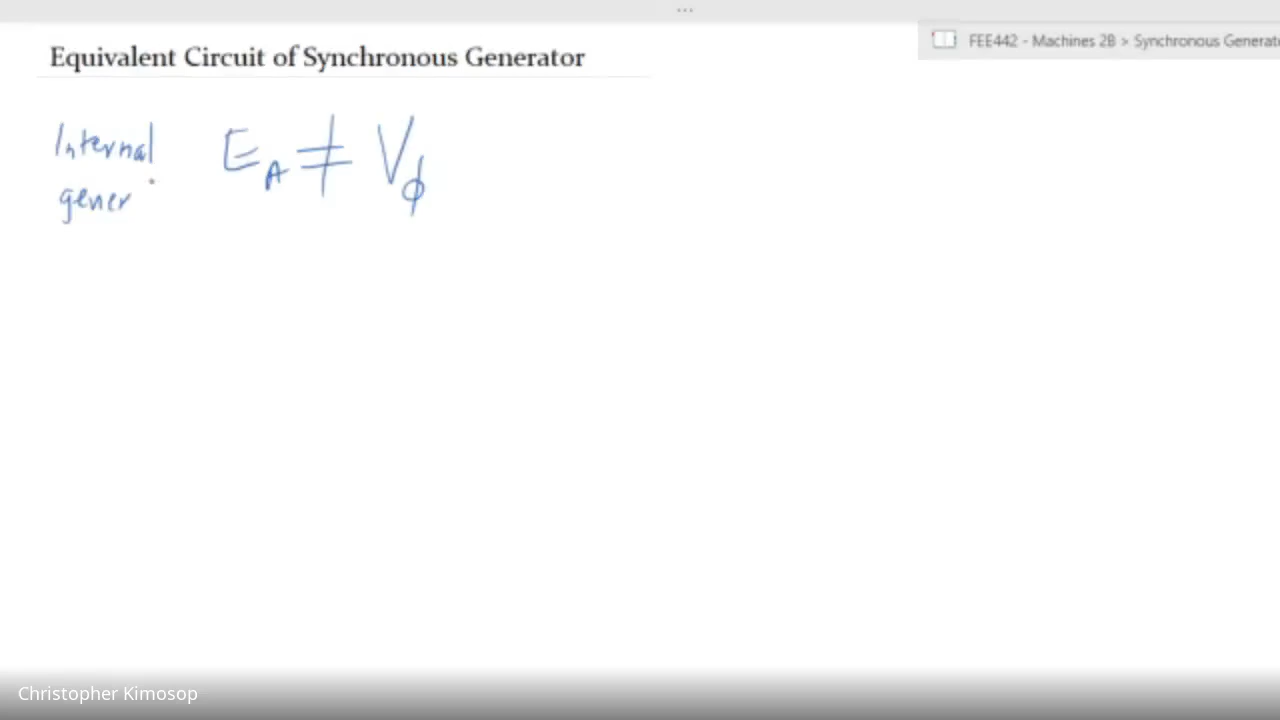 ...
FEE442 - Machines 2B > Synchronous Generat
Equivalent Circuit of Synchronous Generator
Internal E_A ≠ V_ϕ
gener
Christopher Kimosop